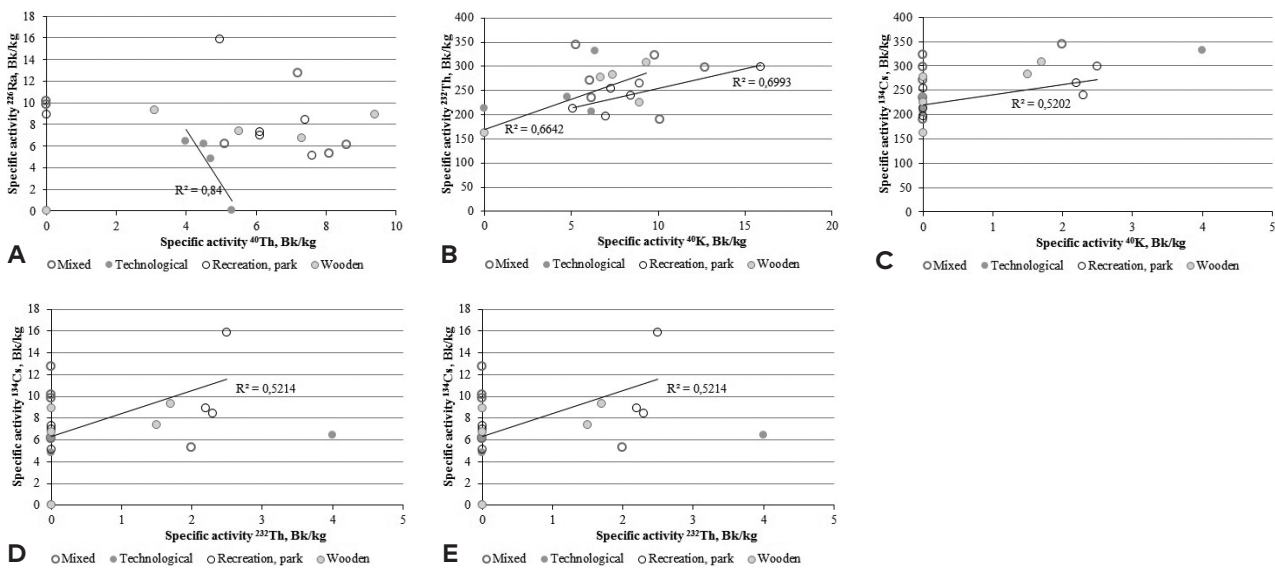 18
16
14
12
10
8
6
4
2
0
Specific activity ²²⁶Ra, Bk/kg
R² = 0,84
0 2 4 6 8 10
Specific activity ⁴⁰Th, Bk/kg
A
Mixed Technological Recreation, park Wooden
400
350
300
250
200
150
100
50
0
Specific activity ²³²Th, Bk/kg
R² = 0,6993
R² = 0,6642
0 5 10 15 20
Specific activity ⁴⁰K, Bk/kg
B
Mixed Technological Recreation, park Wooden
400
350
300
250
200
150
100
50
0
Specific activity ¹³⁴Cs, Bk/kg
R² = 0,5202
0 1 2 3 4 5
Specific activity ⁴⁰K, Bk/kg
C
Mixed Technological Recreation, park Wooden
18
16
14
12
10
8
6
4
2
0
Specific activity ¹³⁴Cs, Bk/kg
R² = 0,5214
0 1 2 3 4 5
Specific activity ²³²Th, Bk/kg
D
Mixed Technological Recreation, park Wooden
18
16
14
12
10
8
6
4
2
0
Specific activity ¹³⁴Cs, Bk/kg
R² = 0,5214
0 1 2 3 4 5
Specific activity ²³²Th, Bk/kg
E
Mixed Technological Recreation, park Wooden